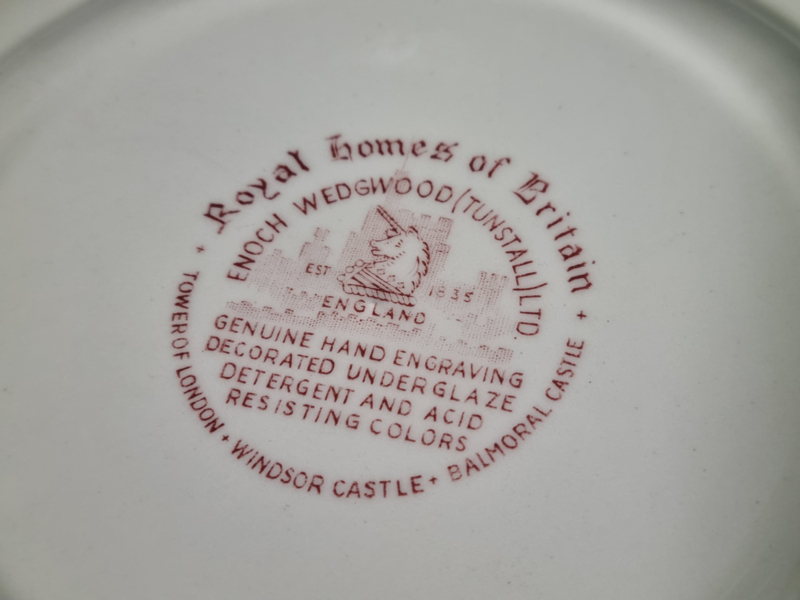 Royal Homes of Britain
ENOCH WEDGWOOD (TUNSTALL) LTD.
EST 1835
ENGLAND
GENUINE HAND ENGRAVING
DECORATED UNDERGLAZE
DETERGENT AND ACID
RESISTING COLORS
+ TOWER OF LONDON + WINDSOR CASTLE + BALMORAL CASTLE +